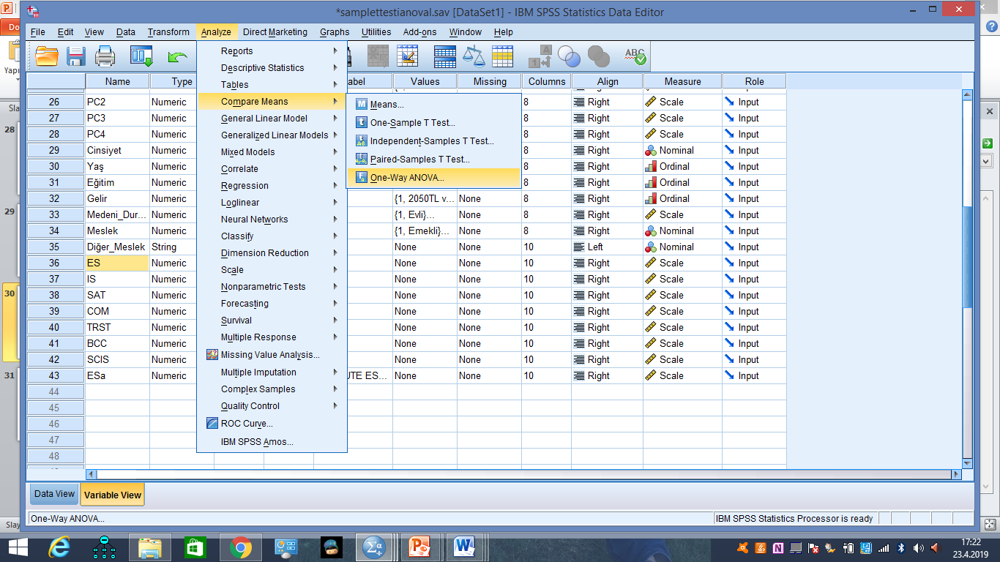 *samplettestianoval.sav [DataSet1] - IBM SPSS Statistics Data Editor
File Edit View Data Transform Analyze Direct Marketing Graphs Utilities Add-ons Window Help
Do
Yapı
Sla
28
29
30
31
Slay
Name Type Values Missing Columns Align Measure Role
26 PC2 Numeric 8 Right Scale Input
27 PC3 Numeric 8 Right Scale Input
28 PC4 Numeric 8 Right Scale Input
29 Cinsiyet Numeric 8 Right Nominal Input
30 Yaş Numeric 8 Right Ordinal Input
31 Eğitim Numeric 8 Right Ordinal Input
32 Gelir Numeric {1, 2050TL v... None 8 Right Ordinal Input
33 Medeni_Dur... Numeric {1, Evli}... None 8 Right Scale Input
34 Meslek Numeric {1, Emekli}... None 8 Right Nominal Input
35 Diğer_Meslek String None None 10 Left Nominal Input
36 ES Numeric None None 10 Right Scale Input
37 IS Numeric None None 10 Right Scale Input
38 SAT Numeric None None 10 Right Scale Input
39 COM Numeric None None 10 Right Scale Input
40 TRST Numeric None None 10 Right Scale Input
41 BCC Numeric None None 10 Right Scale Input
42 SCIS Numeric None None 10 Right Scale Input
43 ESa Numeric UTE ES... None None 10 Right Scale Input
44
45
46
47
48
Reports
Descriptive Statistics
Tables
Compare Means
General Linear Model
Generalized Linear Models
Mixed Models
Correlate
Regression
Loglinear
Neural Networks
Classify
Dimension Reduction
Scale
Nonparametric Tests
Forecasting
Survival
Multiple Response
Missing Value Analysis...
Multiple Imputation
Complex Samples
Quality Control
ROC Curve...
IBM SPSS Amos...
Means...
One-Sample T Test...
Independent-Samples T Test...
Paired-Samples T Test...
One-Way ANOVA...
Data View Variable View
One-Way ANOVA... IBM SPSS Statistics Processor is ready
17:22
23.4.2019